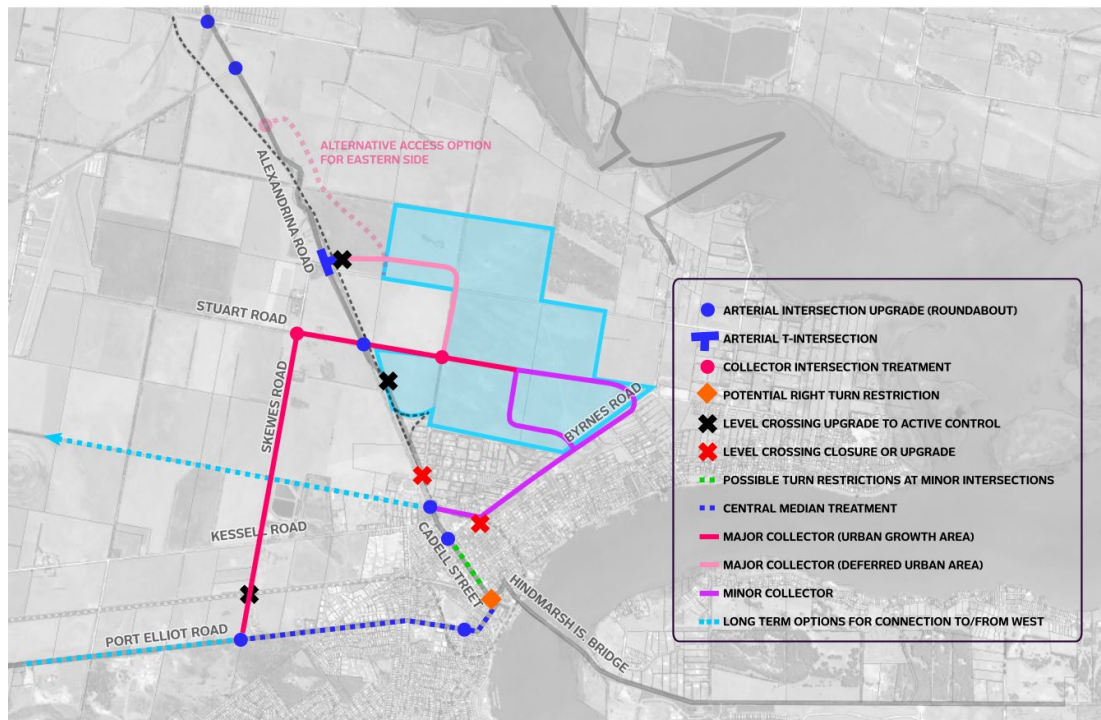 ALTERNATIVE ACCESS OPTION
FOR EASTERN SIDE
ALEXANDRINA ROAD
STUART ROAD
SKEWES ROAD
BYRNES ROAD
KESSELL ROAD
CADELL STREET
PORT ELLIOT ROAD
HINDMARSH IS. BRIDGE
ARTERIAL INTERSECTION UPGRADE (ROUNDABOUT)
ARTERIAL T-INTERSECTION
COLLECTOR INTERSECTION TREATMENT
POTENTIAL RIGHT TURN RESTRICTION
LEVEL CROSSING UPGRADE TO ACTIVE CONTROL
LEVEL CROSSING CLOSURE OR UPGRADE
POSSIBLE TURN RESTRICTIONS AT MINOR INTERSECTIONS
CENTRAL MEDIAN TREATMENT
MAJOR COLLECTOR (URBAN GROWTH AREA)
MAJOR COLLECTOR (DEFERRED URBAN AREA)
MINOR COLLECTOR
LONG TERM OPTIONS FOR CONNECTION TO/FROM WEST